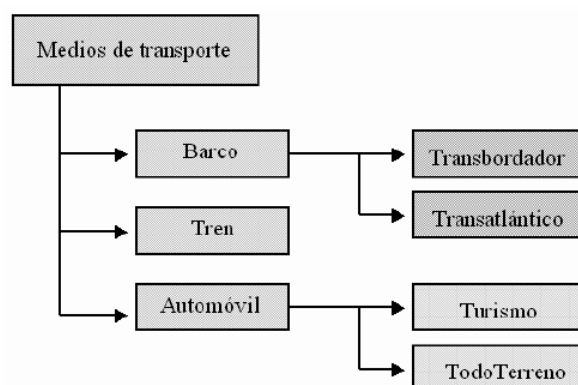 Medios de transporte
Barco
Transbordador
Transatlántico
Tren
Automóvil
Turismo
TodoTerreno